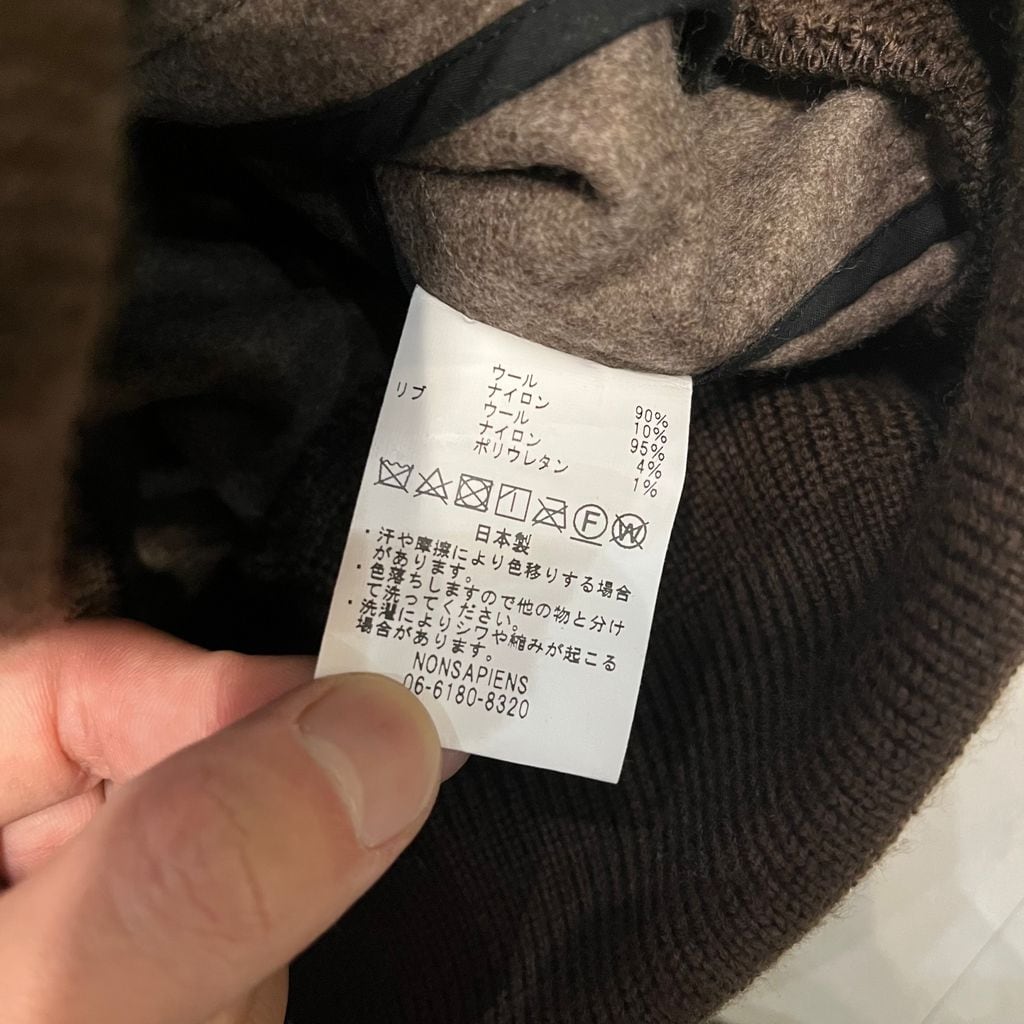 ウール 90%
ナイロン 10%
リブ ウール 95%
ナイロン 4%
ポリウレタン 1%
F W
日本製
・汗や摩擦により色移りする場合
があります。
・色落ちしますので他の物と分け
て洗ってください。
・洗濯によりシワや縮みが起こる
場合があります。
NONSAPIENS
06-6180-8320